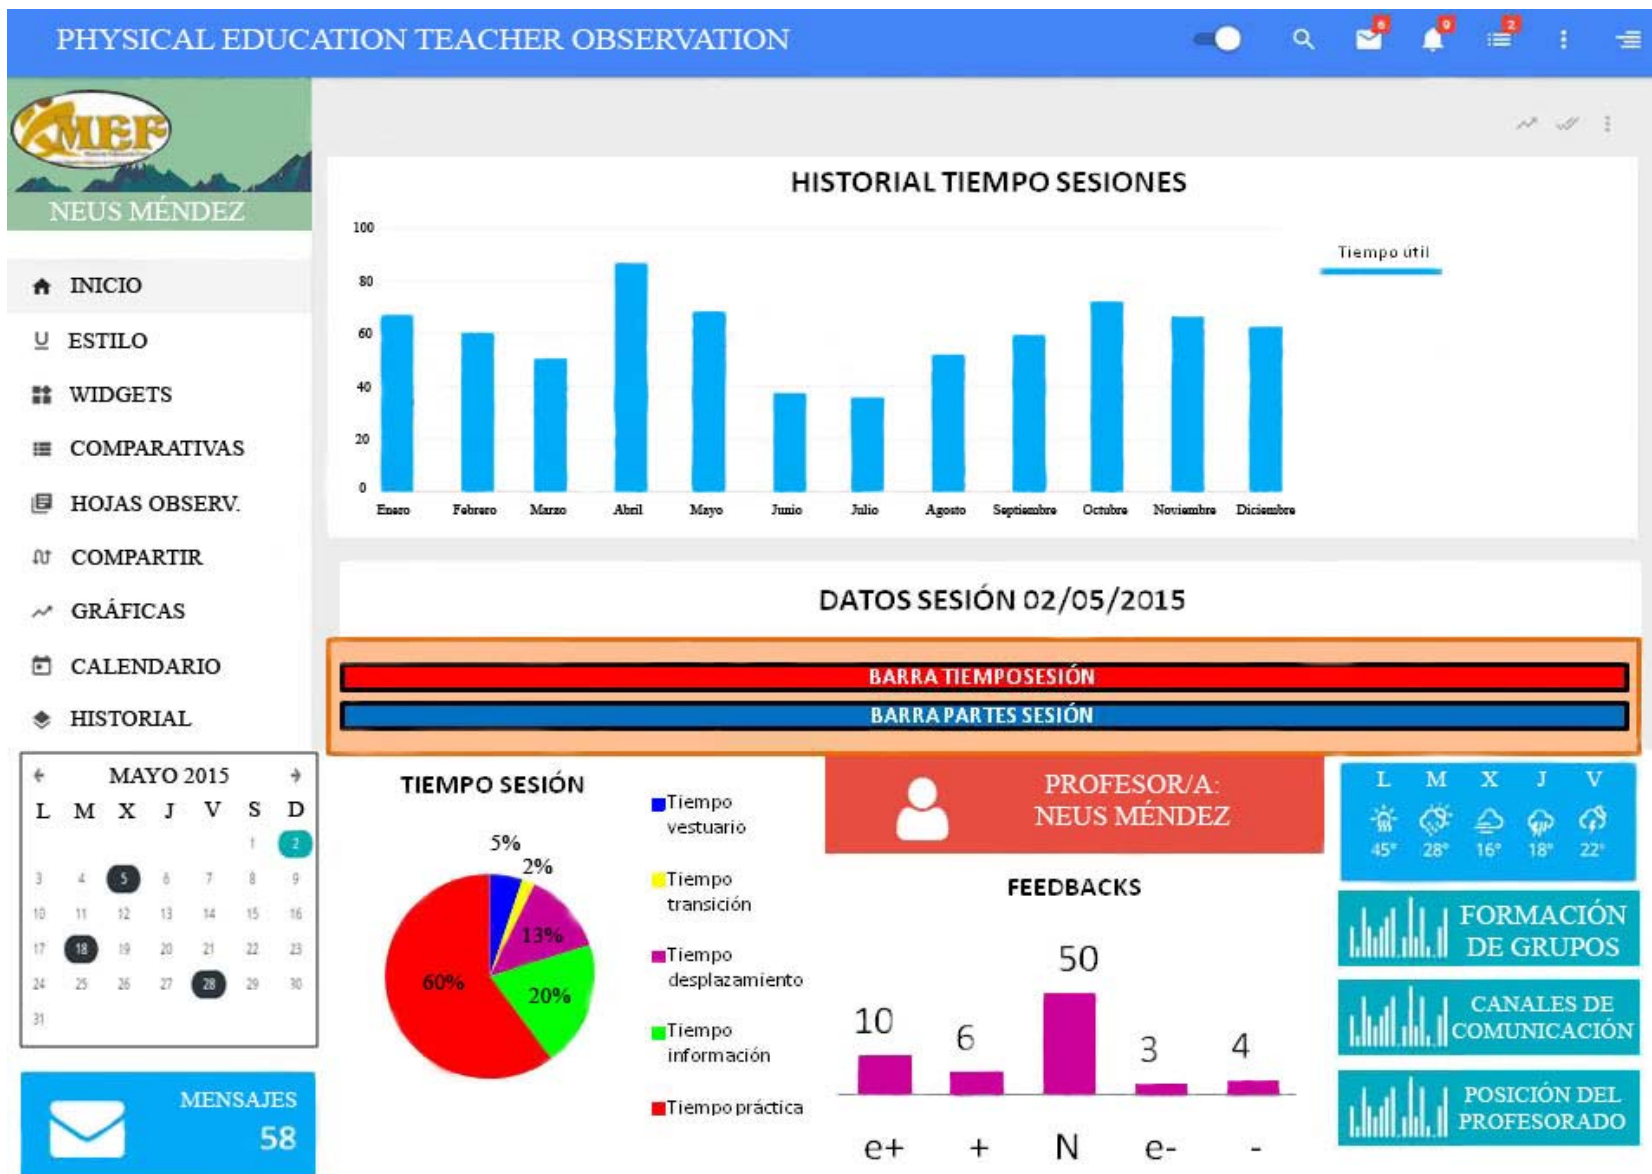 PHYSICAL EDUCATION TEACHER OBSERVATION
6
9
2
MEF
NEUS MÉNDEZ
INICIO
ESTILO
WIDGETS
COMPARATIVAS
HOJAS OBSERV.
COMPARTIR
GRÁFICAS
CALENDARIO
HISTORIAL
HISTORIAL TIEMPO SESIONES
100
80
60
40
20
0
Enero Febrero Marzo Abril Mayo Junio Julio Agosto Septiembre Octubre Noviembre Diciembre
Tiempo útil
DATOS SESIÓN 02/05/2015
BARRA TIEMPO SESIÓN
BARRA PARTES SESIÓN
MAYO 2015
L M X J V S D
1 2
3 4 5 6 7 8 9
10 11 12 13 14 15 16
17 18 19 20 21 22 23
24 25 26 27 28 29 30
31
MENSAJES
58
TIEMPO SESIÓN
5%
2%
13%
20%
60%
Tiempo
vestuario
Tiempo
transición
Tiempo
desplazamiento
Tiempo
información
Tiempo práctica
PROFESOR/A:
NEUS MÉNDEZ
FEEDBACKS
10 6 50 3 4
e+ + N e- -
L M X J V
45° 28° 16° 18° 22°
FORMACIÓN
DE GRUPOS
CANALES DE
COMUNICACIÓN
POSICIÓN DEL
PROFESORADO